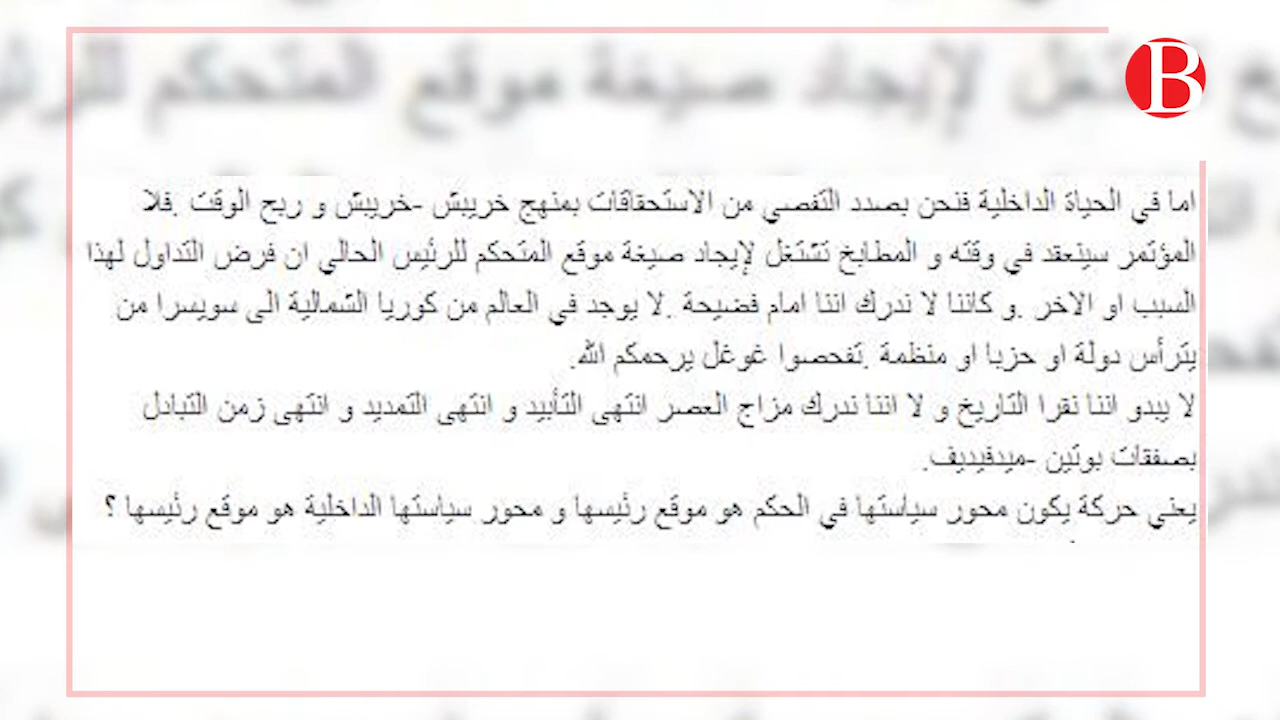 B
اما في الحياة الداخلية فنحن بصدد التفصي من الاستحقاقات بمنهج خربيش -خربيش و ربح الوقت .فلا
المؤتمر سينعقد في وقته و المطابخ تشتغل لإيجاد صيغة موقع المتحكم للرئيس الحالي ان فرض التداول لهذا
السبب او الاخر .و كاننا لا ندرك اننا امام فضيحة .لا يوجد في العالم من كوريا الشمالية الى سويسرا من
يترأس دولة او حزبا او منظمة .تفحصوا غوغل يرحمكم الله.
لا يبدو اننا نقرا التاريخ و لا اننا ندرك مزاج العصر انتهى التأبيد و انتهى التمديد و انتهى زمن التبادل
بصفقات بوتين -ميدفيديف.
يعني حركة يكون محور سياستها في الحكم هو موقع رئيسها و محور سياستها الداخلية هو موقع رئيسها ؟